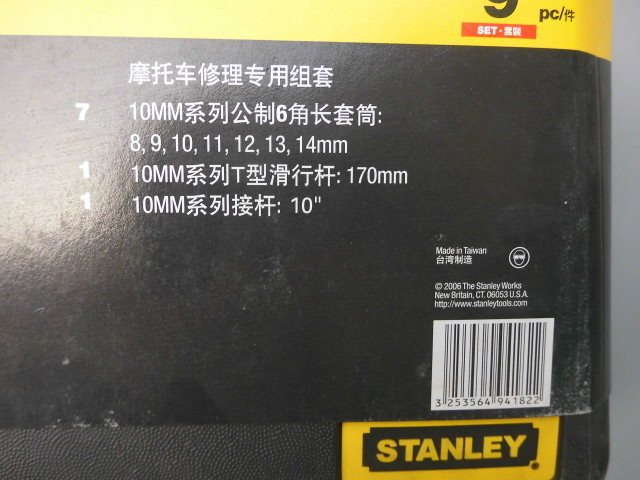 9
pc/件
SET·套装
摩托车修理专用组套
7 10MM系列公制6角长套筒:
8, 9, 10, 11, 12, 13, 14mm
1 10MM系列T型滑行杆: 170mm
1 10MM系列接杆: 10"
Made in Taiwan
台湾制造
© 2006 The Stanley Works
New Britain, CT. 06053 U.S.A.
http://www.stanleytools.com
3 253564 941822
STANLEY